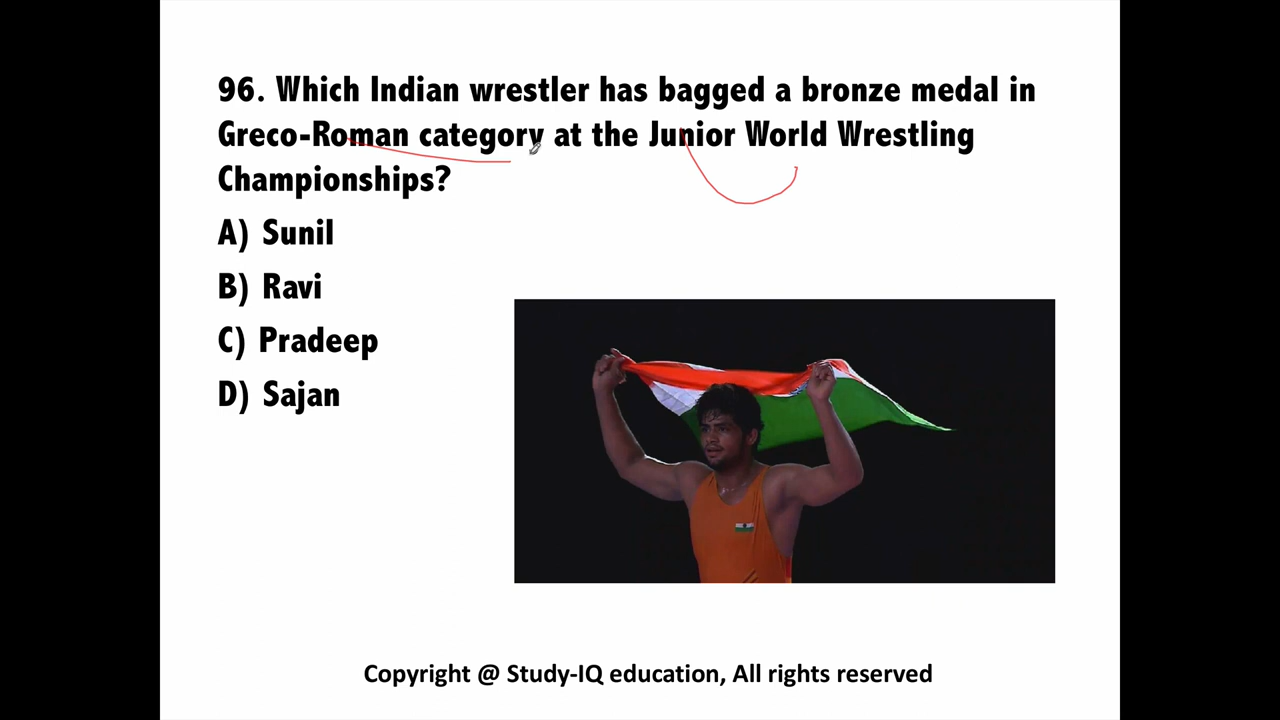 96. Which Indian wrestler has bagged a bronze medal in
Greco-Roman category at the Junior World Wrestling
Championships?
A) Sunil
B) Ravi
C) Pradeep
D) Sajan
Copyright @ Study-IQ education, All rights reserved